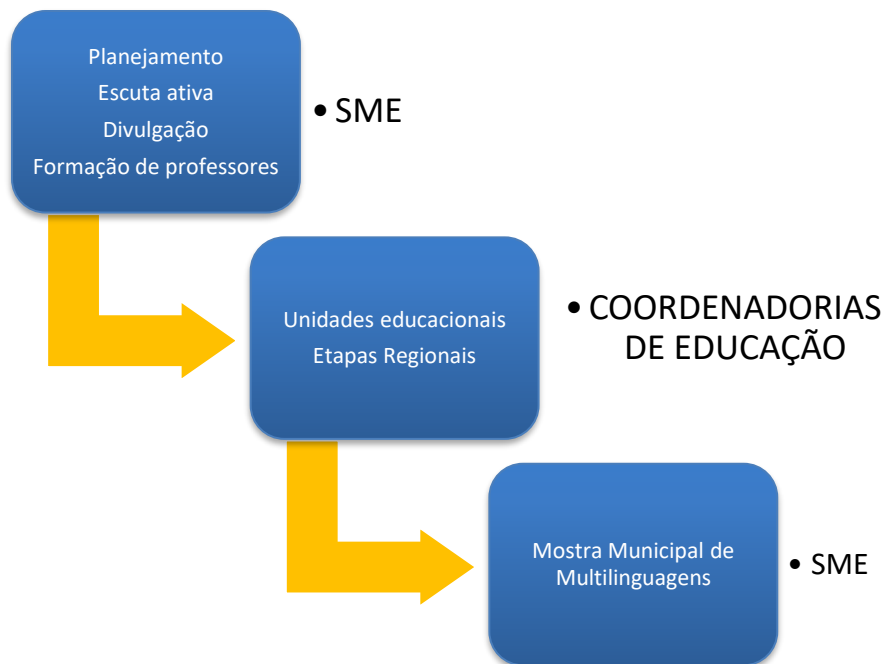 Planejamento
Escuta ativa
Divulgação
Formação de professores
• SME
Unidades educacionais
Etapas Regionais
• COORDENADORIAS
DE EDUCAÇÃO
Mostra Municipal de
Multilinguagens
• SME